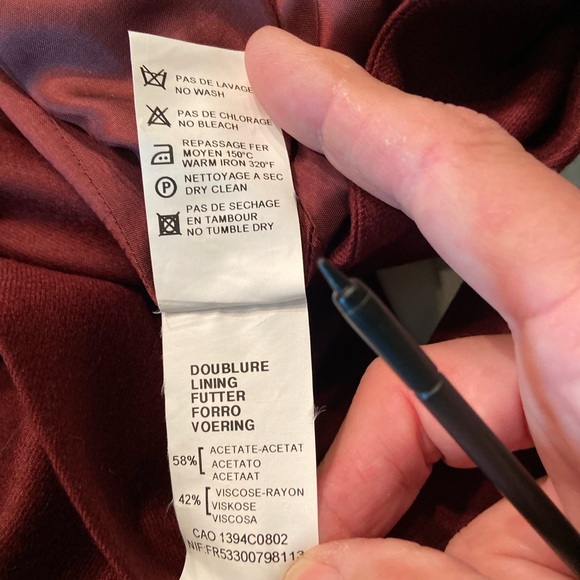 PAS DE LAVAGE
NO WASH
PAS DE CHLORAGE
NO BLEACH
REPASSAGE FER
MOYEN 150°C
WARM IRON 320°F
P
NETTOYAGE A SEC
DRY CLEAN
PAS DE SECHAGE
EN TAMBOUR
NO TUMBLE DRY
DOUBLURE
LINING
FUTTER
FORRO
VOERING
58%
ACETATE-ACETAT
ACETATO
ACETAAT
42%
VISCOSE-RAYON
VISKOSE
VISCOSA
CAO 1394C0802
NIF:FR53300798113